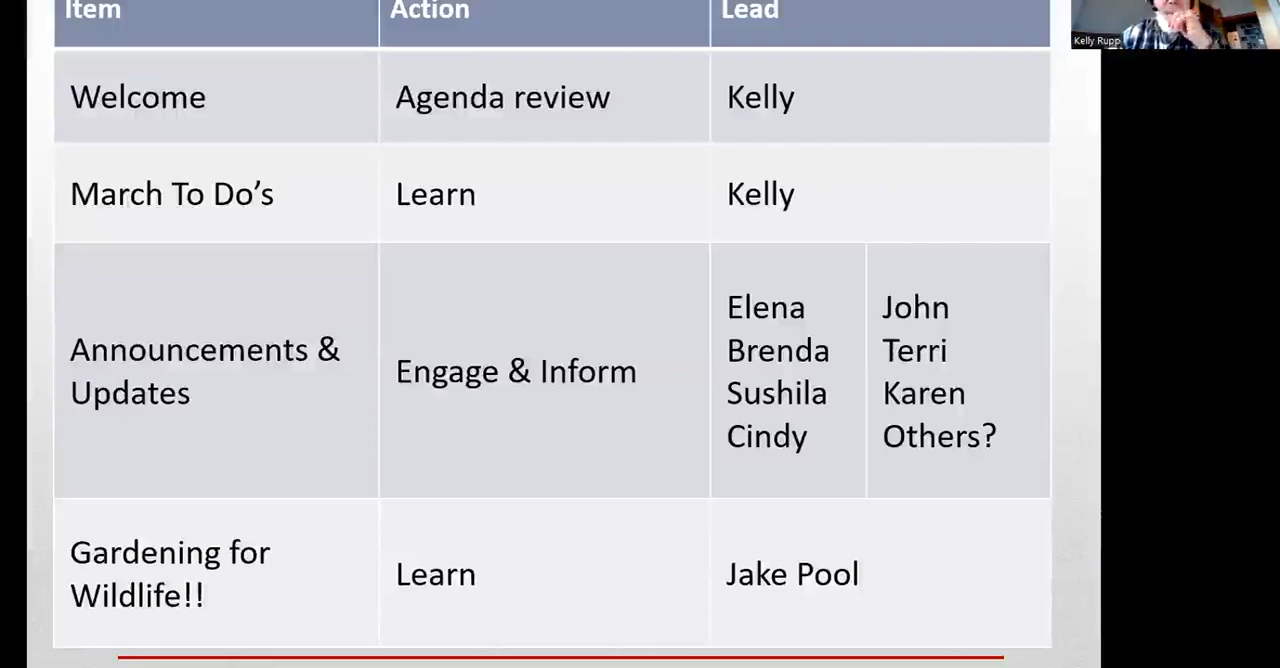 Item Action Lead
Kelly Rupp
Welcome Agenda review Kelly
March To Do’s Learn Kelly
Announcements &
Updates
Engage & Inform
Elena
Brenda
Sushila
Cindy
John
Terri
Karen
Others?
Gardening for
Wildlife!!
Learn
Jake Pool